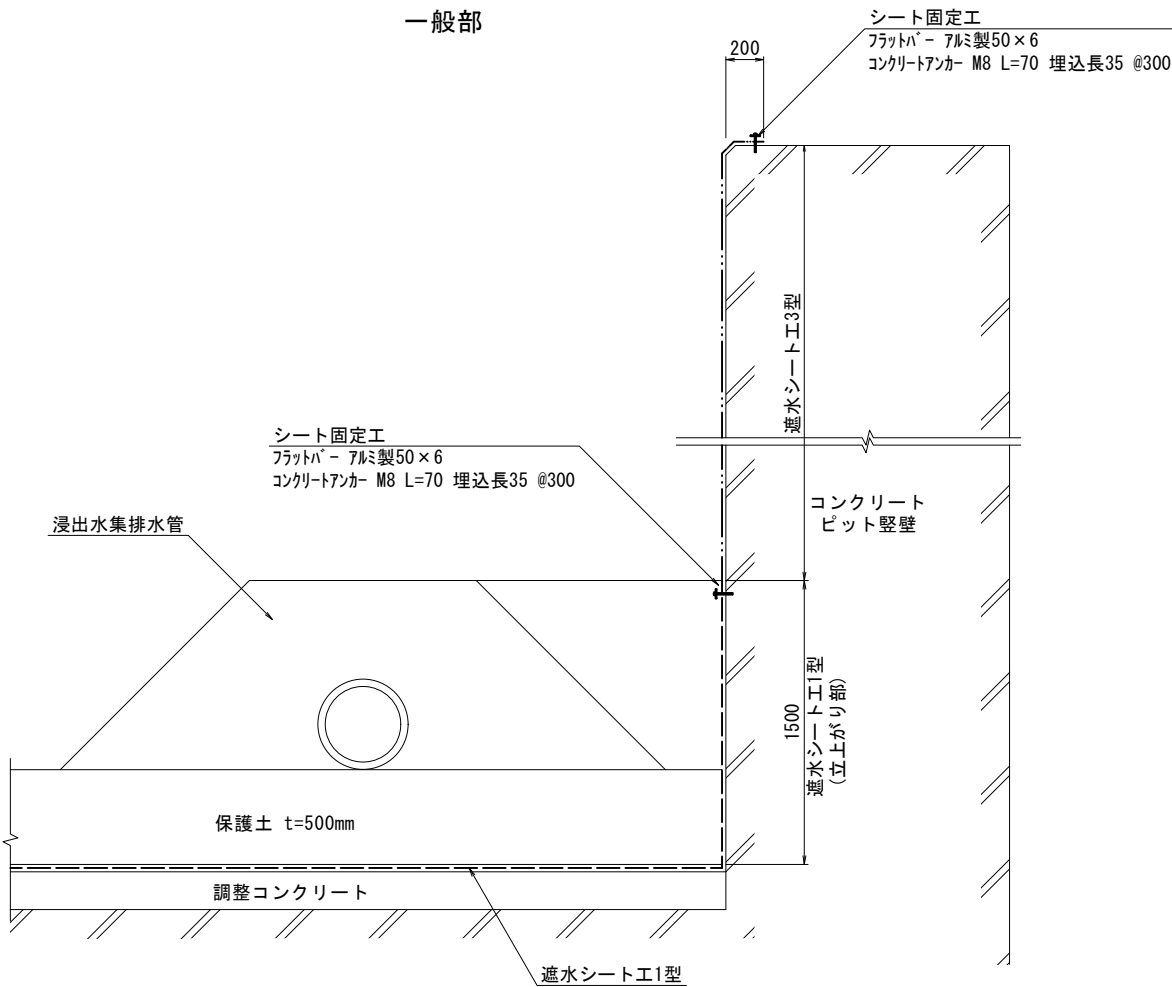 一般部
シート固定工
フラットバー アルミ製50×6
コンクリートアンカー M8 L=70 埋込長35 @300
200
遮水シート工3型
シート固定工
フラットバー アルミ製50×6
コンクリートアンカー M8 L=70 埋込長35 @300
コンクリート
ピット竪壁
浸出水集排水管
1500
遮水シート工1型
(立上がり部)
保護土 t=500mm
調整コンクリート
遮水シート工1型